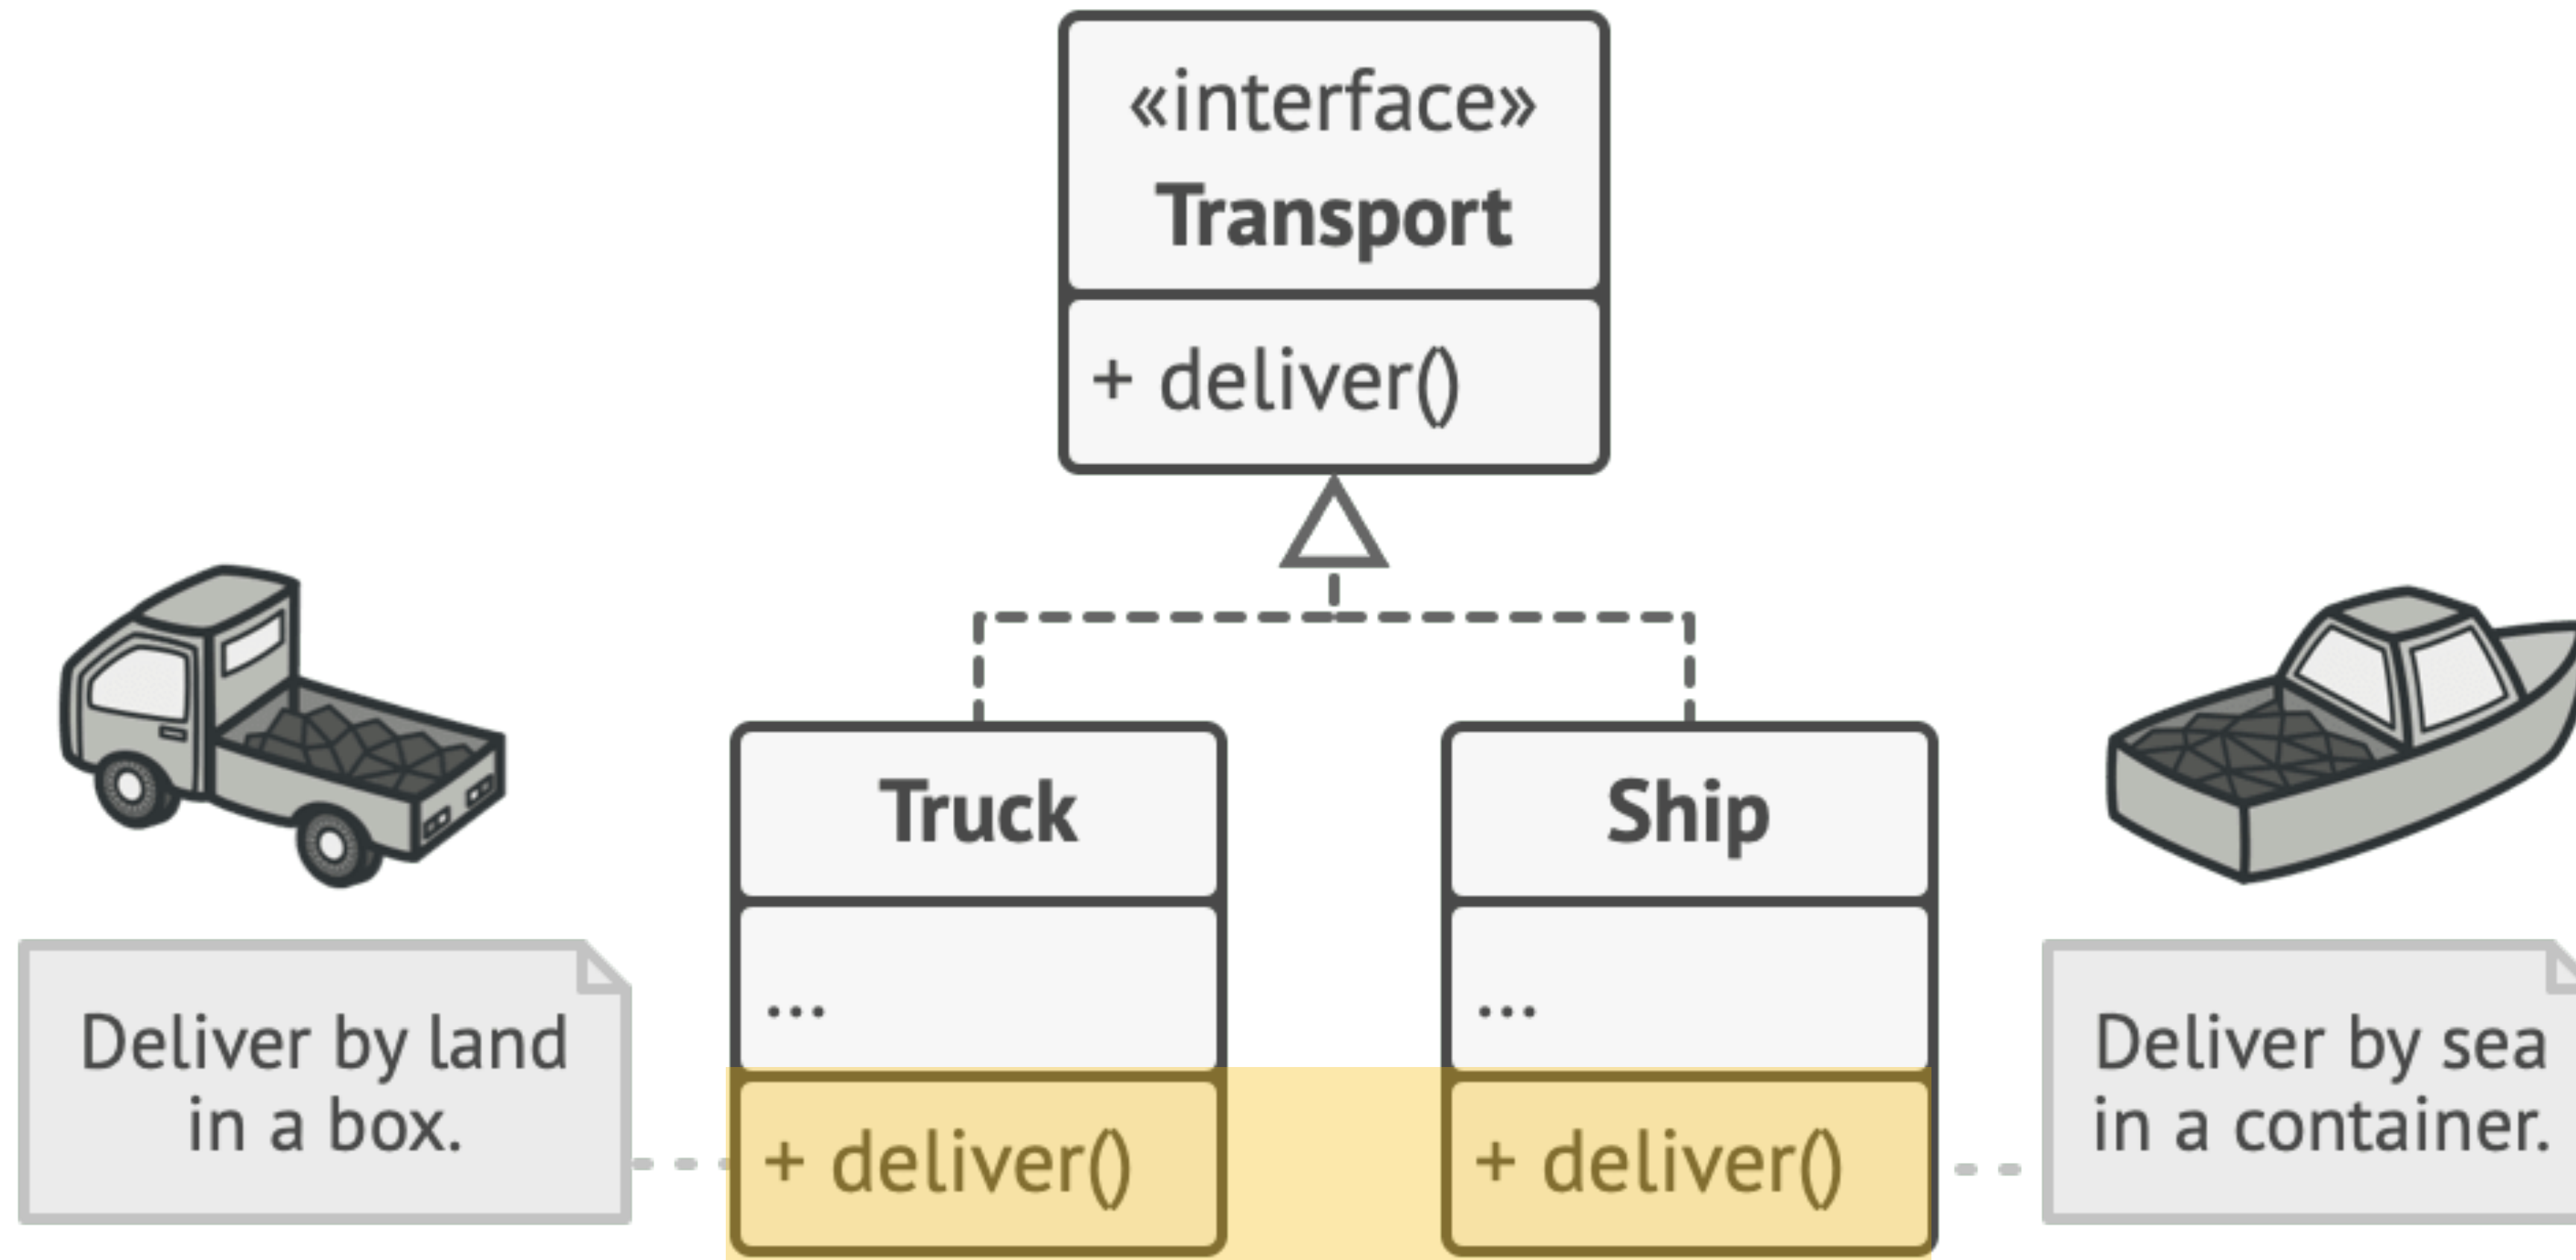 «interface»
Transport
+ deliver()
Truck
...
+ deliver()
Ship
...
+ deliver()
Deliver by land
in a box.
Deliver by sea
in a container.